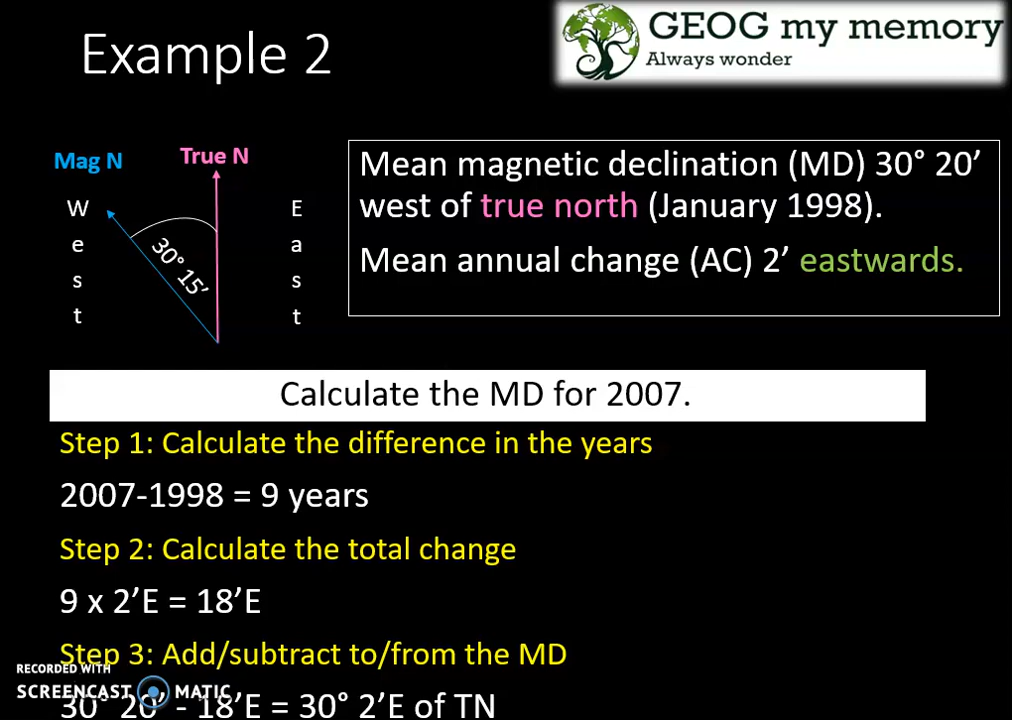 Example 2
GEOG my memory
Always wonder
Mag N
True N
W
e
s
t
E
a
s
t
30° 15’
Mean magnetic declination (MD) 30° 20’
west of true north (January 1998).
Mean annual change (AC) 2’ eastwards.
Calculate the MD for 2007.
Step 1: Calculate the difference in the years
2007-1998 = 9 years
Step 2: Calculate the total change
9 x 2’E = 18’E
Step 3: Add/subtract to/from the MD
RECORDED WITH
SCREENCAST MATIC
30° 20’ - 18’E = 30° 2’E of TN